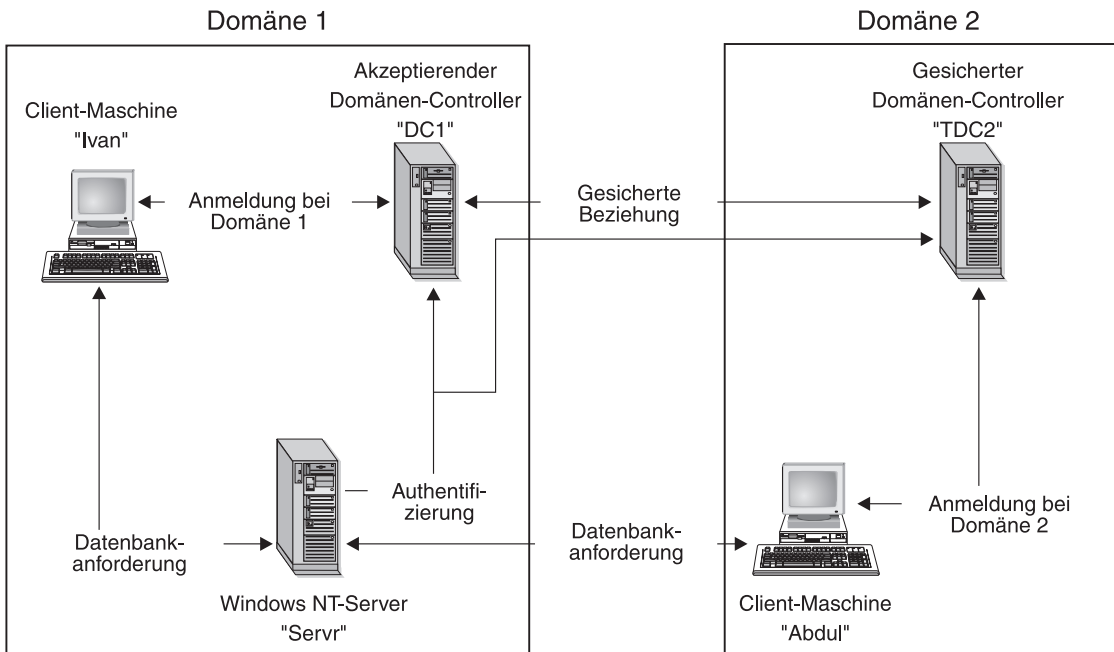 Domäne 1
Domäne 2
Akzeptierender
Domänen-Controller
"DC1"
Gesicherter
Domänen-Controller
"TDC2"
Client-Maschine
"Ivan"
Anmeldung bei
Domäne 1
Gesicherte
Beziehung
Authentifi-
zierung
Datenbank-
anforderung
Datenbank-
anforderung
Anmeldung bei
Domäne 2
Windows NT-Server
"Servr"
Client-Maschine
"Abdul"